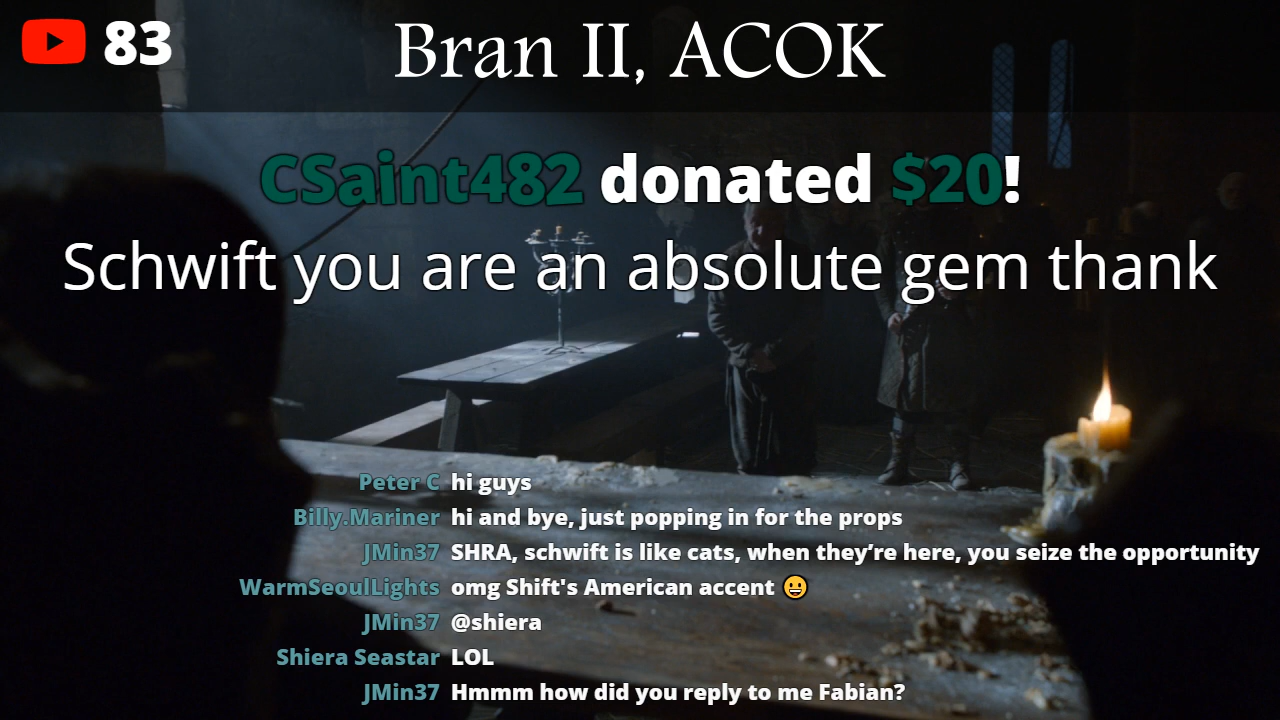 83
Bran II, ACOK
CSaint482 donated $20!
Schwift you are an absolute gem thank
Peter C hi guys
Billy.Mariner hi and bye, just popping in for the props
JMin37 SHRA, schwift is like cats, when they’re here, you seize the opportunity
WarmSeoulLights omg Shift's American accent 😀
JMin37 @shiera
Shiera Seastar LOL
JMin37 Hmmm how did you reply to me Fabian?